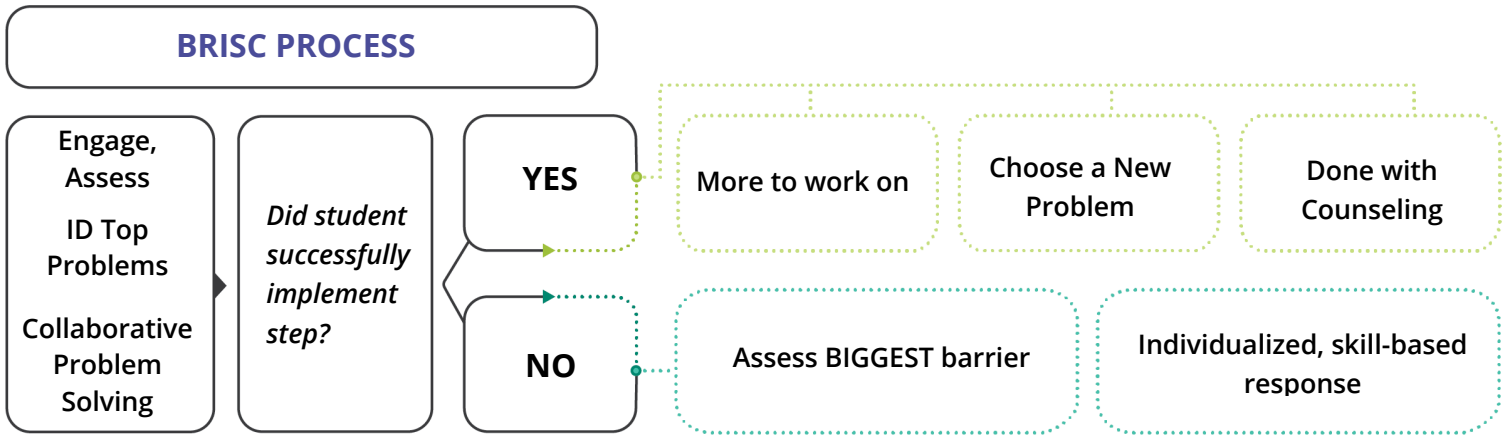 BRISC PROCESS
Engage,
Assess
ID Top
Problems
Collaborative
Problem
Solving
Did student
successfully
implement
step?
YES
More to work on
Choose a New
Problem
Done with
Counseling
NO
Assess BIGGEST barrier
Individualized, skill-based
response